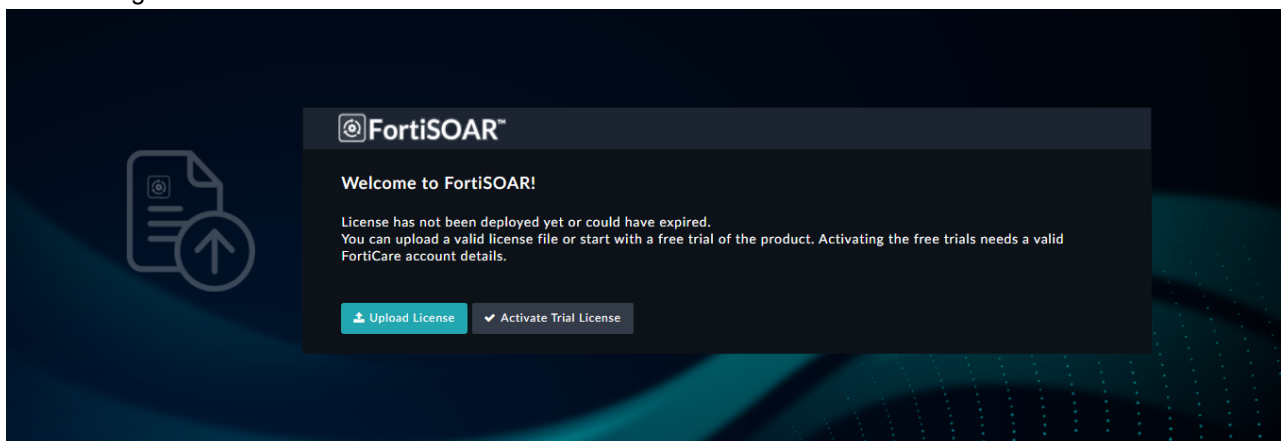 FortiSOAR™
Welcome to FortiSOAR!
License has not been deployed yet or could have expired.
You can upload a valid license file or start with a free trial of the product. Activating the free trials needs a valid
FortiCare account details.
Upload License
Activate Trial License